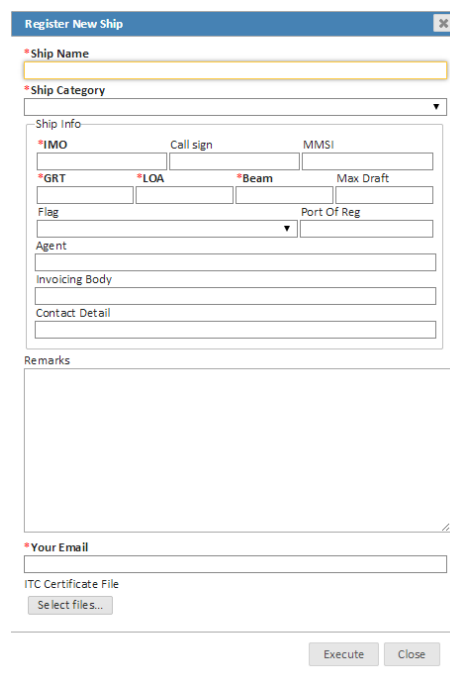 Register New Ship
*Ship Name
*Ship Category
Ship Info
*IMO Call sign MMSI
*GRT *LOA *Beam Max Draft
Flag Port Of Reg
Agent
Invoicing Body
Contact Detail
Remarks
*Your Email
ITC Certificate File
Select files...
Execute Close